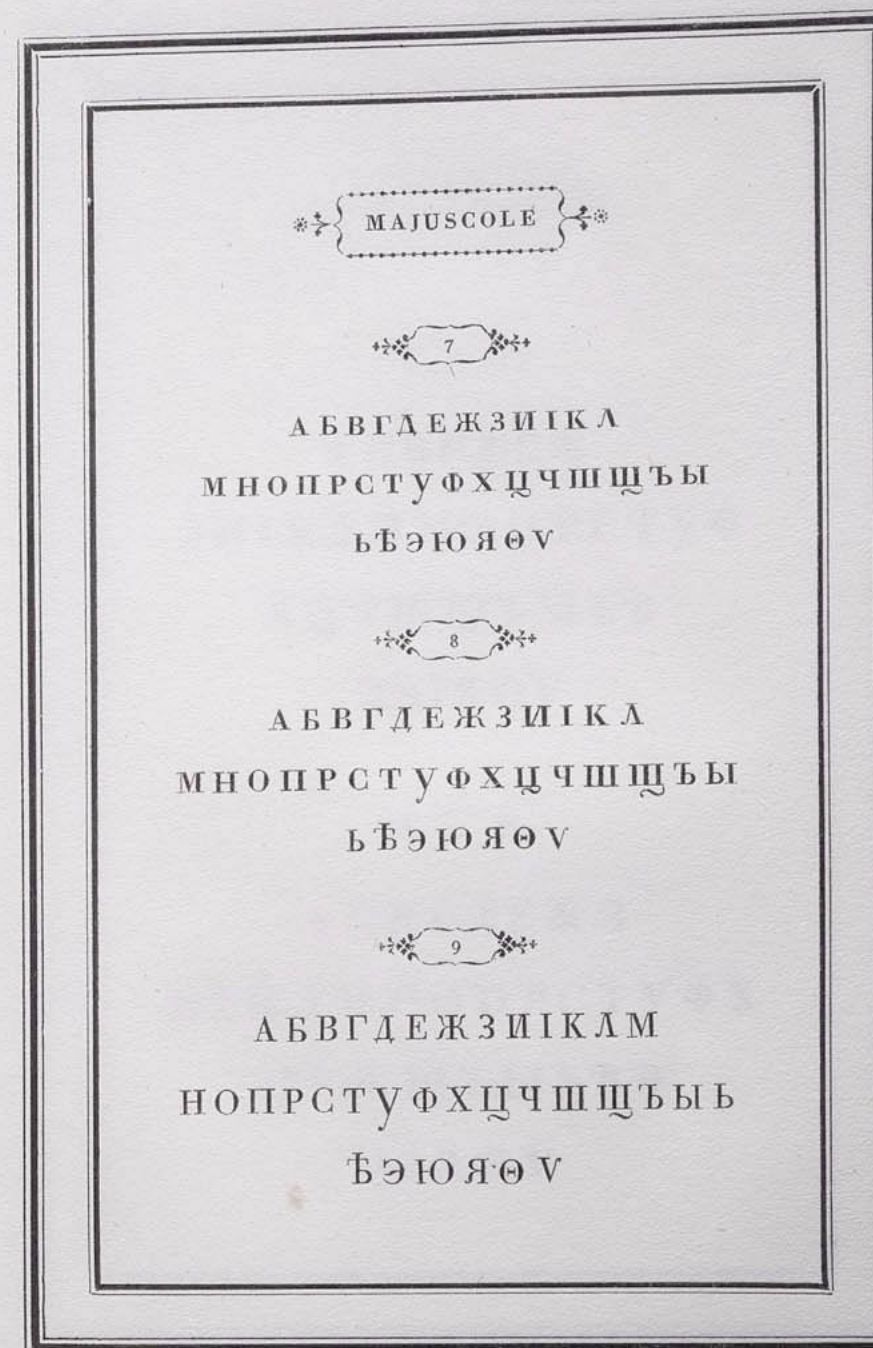 MAJUSCOLE
7
АБВГДЕЖЗИІКЛ
МНОПРСТУФХЦЧШЩЪЫ
ЬѢЭЮЯѲѴ
8
АБВГДЕЖЗИІКЛ
МНОПРСТУФХЦЧШЩЪЫ
ЬѢЭЮЯѲѴ
9
АБВГДЕЖЗИІКЛМ
НОПРСТУФХЦЧШЩЪЫЬ
ѢЭЮЯѲѴ